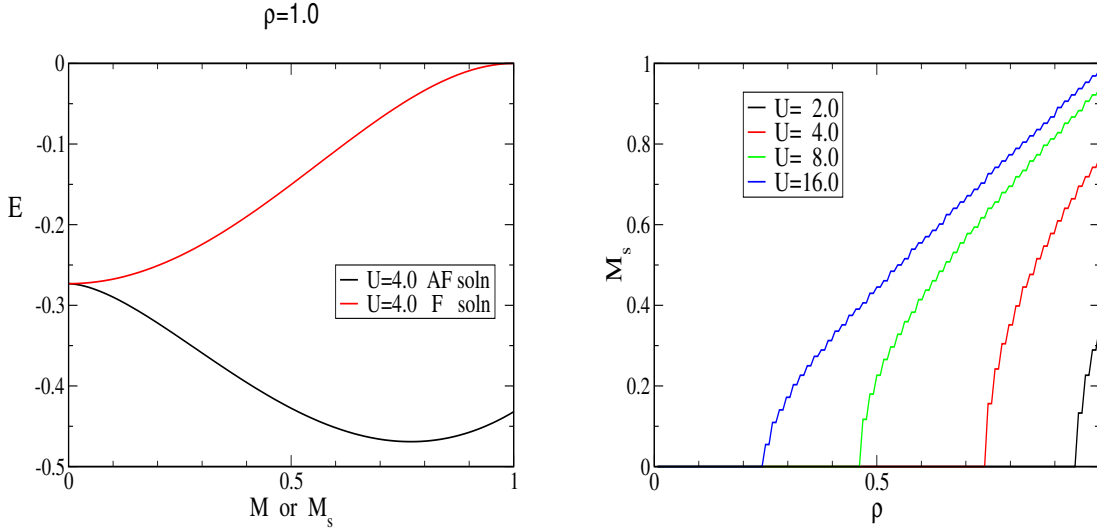 ρ=1.0
0
-0.1
-0.2
-0.3
-0.4
-0.5
E
U=4.0 AF soln
U=4.0 F soln
0
0.5
1
M or M_s
1
0.8
0.6
0.4
0.2
0
M_s
U= 2.0
U= 4.0
U= 8.0
U=16.0
0
0.5
ρ